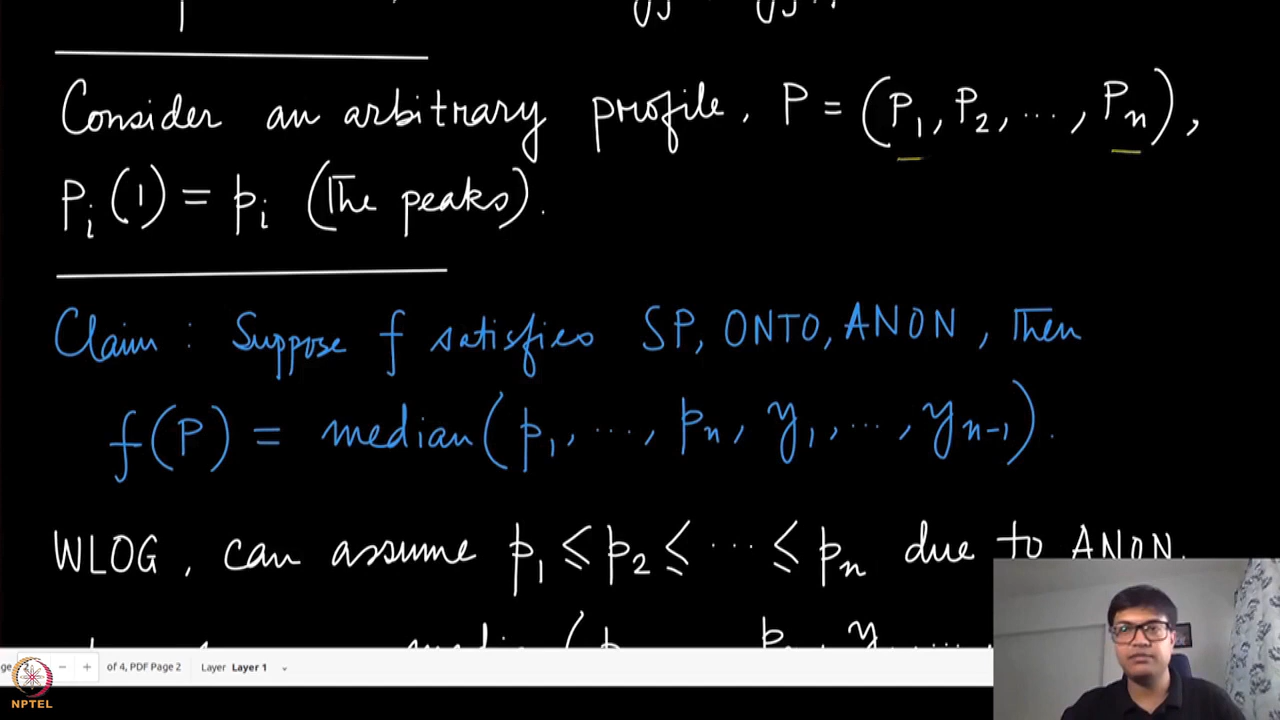 Consider an arbitrary profile, P = (P₁, P₂, ..., Pₙ),
Pᵢ(1) = pᵢ (the peaks).
Claim: Suppose f satisfies SP, ONTO, ANON, then
f(P) = median(p₁, ..., pₙ, y₁, ..., yₙ₋₁).
WLOG, can assume p₁ ≤ p₂ ≤ ... ≤ pₙ due to ANON.
of 4, PDF Page 2 Layer Layer 1
NPTEL